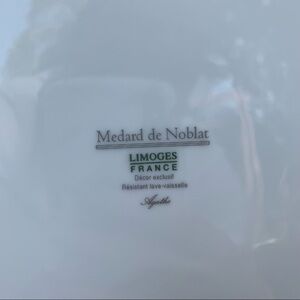 Medard de Noblat
LIMOGES
FRANCE
Décor exclusif
Résistant lave-vaisselle
Agathe